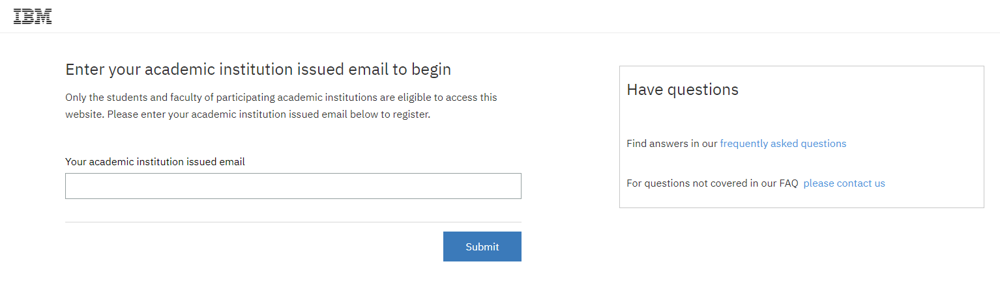 IBM
Enter your academic institution issued email to begin
Only the students and faculty of participating academic institutions are eligible to access this
website. Please enter your academic institution issued email below to register.
Your academic institution issued email
Submit
Have questions
Find answers in our frequently asked questions
For questions not covered in our FAQ please contact us